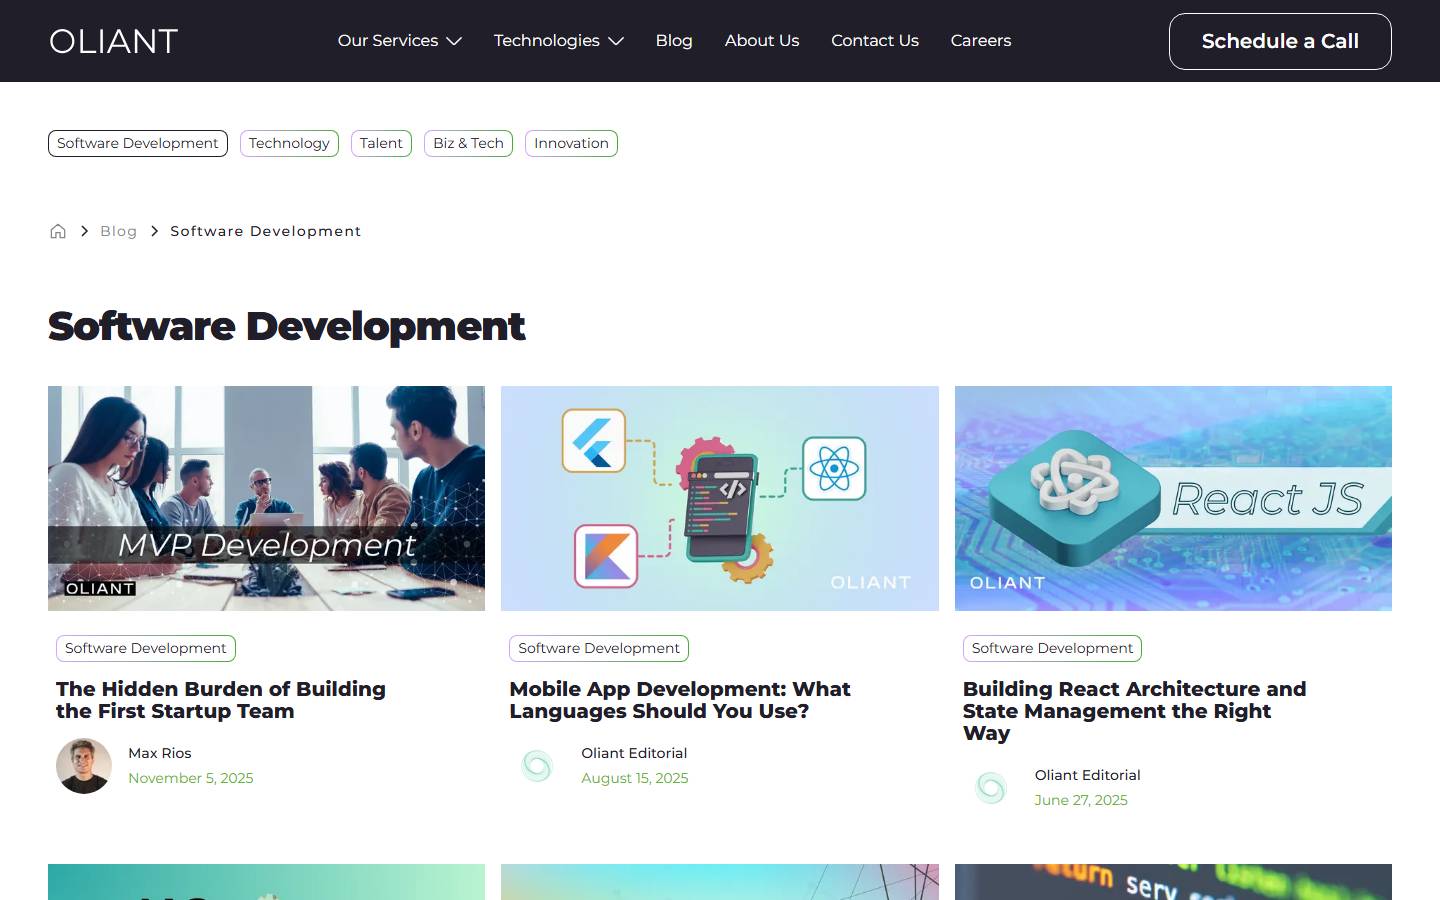 OLIANT
Our Services
Technologies
Blog
About Us
Contact Us
Careers
Schedule a Call
Software Development
Technology
Talent
Biz & Tech
Innovation
Blog
Software Development
Software Development
MVP Development
OLIANT
OLIANT
React JS
OLIANT
Software Development
The Hidden Burden of Building
the First Startup Team
Max Rios
November 5, 2025
Software Development
Mobile App Development: What
Languages Should You Use?
Oliant Editorial
August 15, 2025
Software Development
Building React Architecture and
State Management the Right
Way
Oliant Editorial
June 27, 2025
return serv